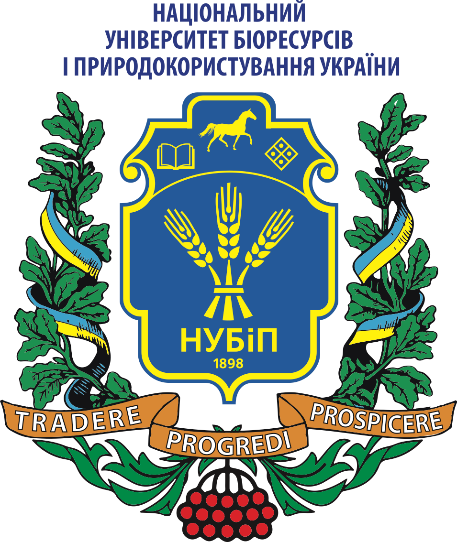 НАЦІОНАЛЬНИЙ
УНІВЕРСИТЕТ БІОРЕСУРСІВ
І ПРИРОДОКОРИСТУВАННЯ УКРАЇНИ
НУБіП
1898
TRADERE
PROGREDI
PROSPICERE